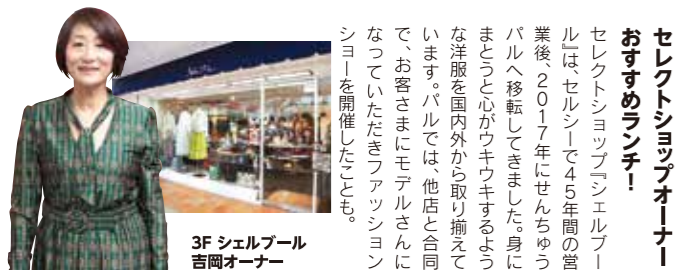 セレクトショップオーナー
おすすめランチ！
セレクトショップ『シェルブー
ル』は、セルシーで４５年間の営
業後、２０１７年にせんちゅう
パルへ移転してきました。身に
まとうと心がウキウキするよう
な洋服を国内外から取り揃えて
います。パルでは、他店と合同
で、お客さまにモデルさんに
なっていただきファッション
ショーを開催したことも。
3F シェルブール
吉岡オーナー